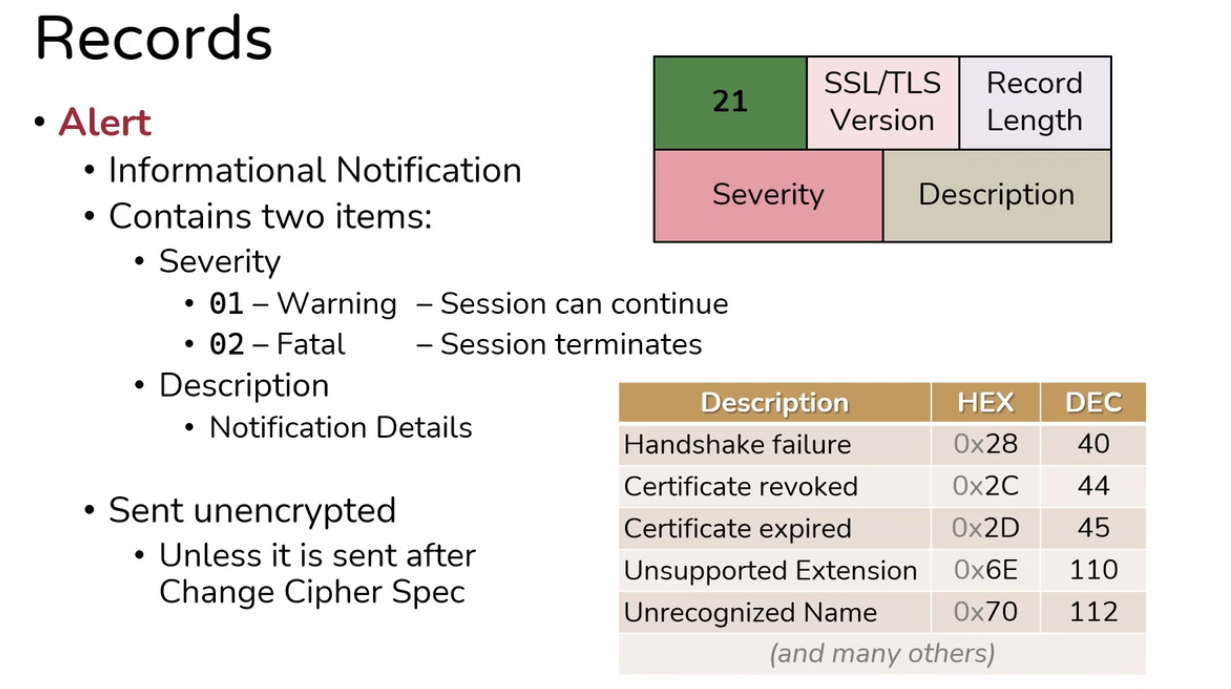 Records
• Alert
• Informational Notification
• Contains two items:
• Severity
• 01 – Warning – Session can continue
• 02 – Fatal – Session terminates
• Description
• Notification Details
• Sent unencrypted
• Unless it is sent after
Change Cipher Spec
21
SSL/TLS
Version
Record
Length
Severity
Description
Description HEX DEC
Handshake failure 0x28 40
Certificate revoked 0x2C 44
Certificate expired 0x2D 45
Unsupported Extension 0x6E 110
Unrecognized Name 0x70 112
(and many others)